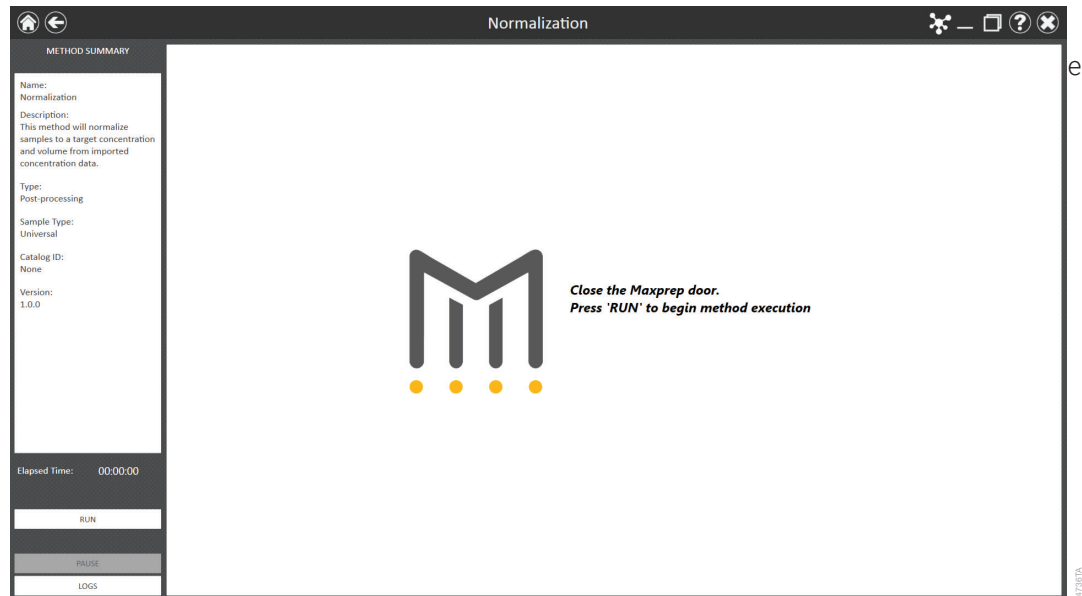 Normalization
METHOD SUMMARY
e
Name:
Normalization
Description:
This method will normalize
samples to a target concentration
and volume from imported
concentration data.
Type:
Post-processing
Sample Type:
Universal
Catalog ID:
None
Version:
1.0.0
Close the Maxprep door.
Press 'RUN' to begin method execution
Elapsed Time: 00:00:00
RUN
PAUSE
LOGS
4736TA